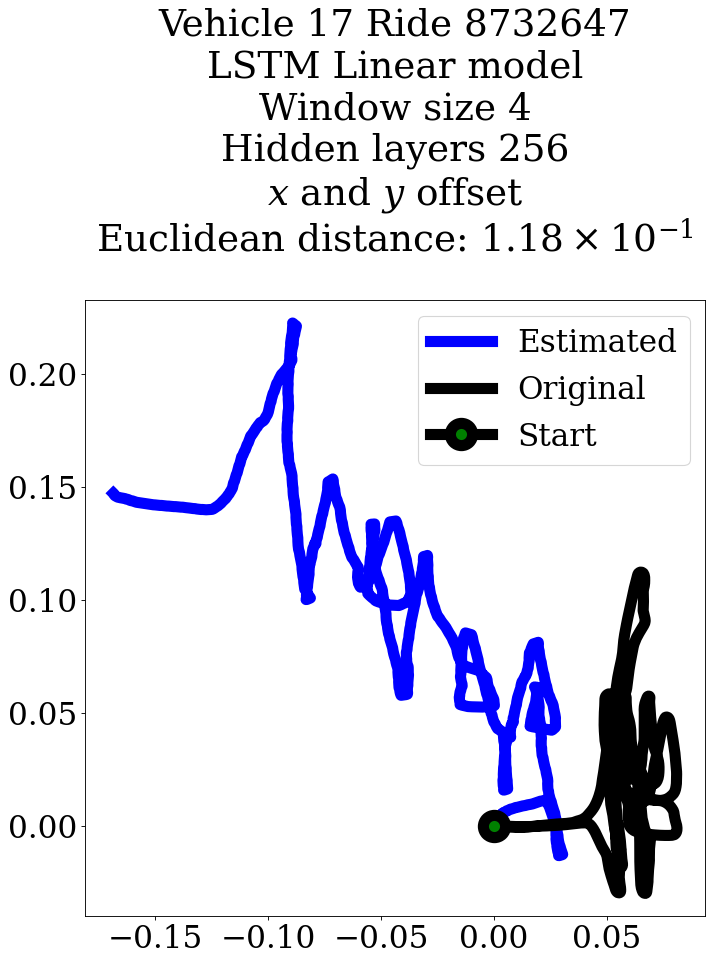 Vehicle 17 Ride 8732647
LSTM Linear model
Window size 4
Hidden layers 256
x and y offset
Euclidean distance: 1.18 × 10⁻¹
Estimated
Original
Start
0.20
0.15
0.10
0.05
0.00
−0.15 −0.10 −0.05 0.00 0.05